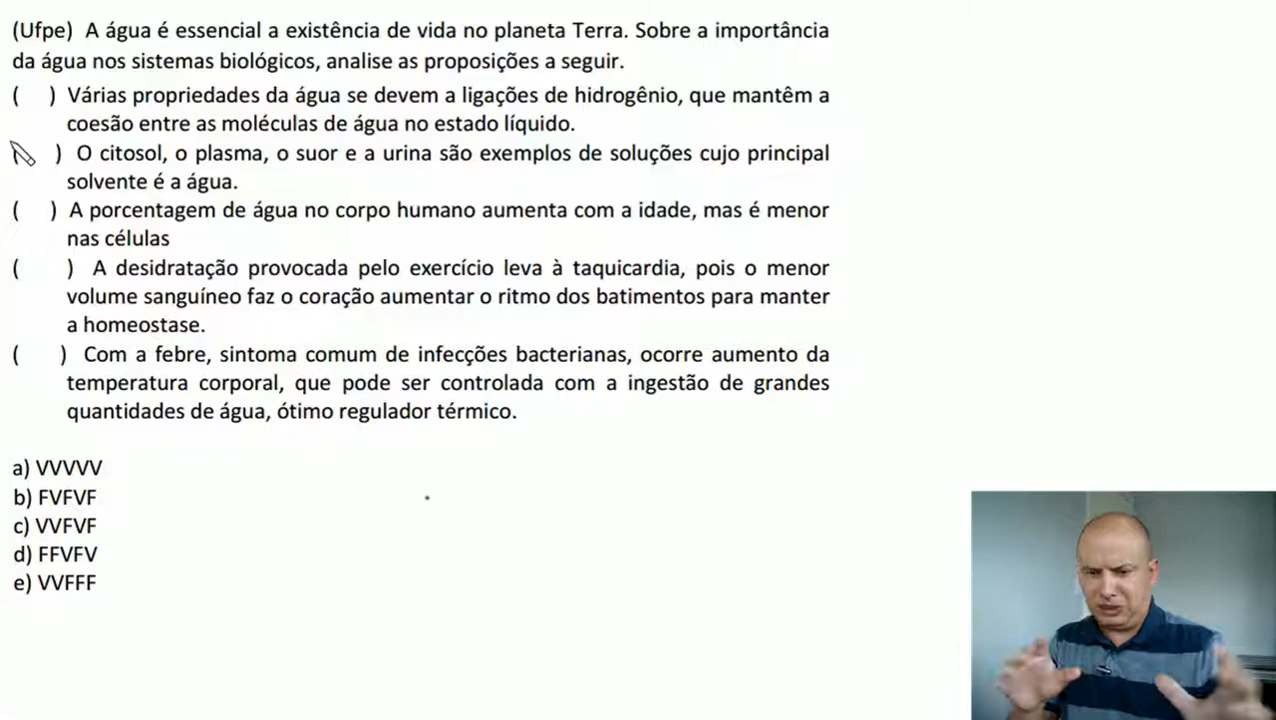 (Ufpe) A água é essencial a existência de vida no planeta Terra. Sobre a importância
da água nos sistemas biológicos, analise as proposições a seguir.
( ) Várias propriedades da água se devem a ligações de hidrogênio, que mantêm a
coesão entre as moléculas de água no estado líquido.
( ) O citosol, o plasma, o suor e a urina são exemplos de soluções cujo principal
solvente é a água.
( ) A porcentagem de água no corpo humano aumenta com a idade, mas é menor
nas células
( ) A desidratação provocada pelo exercício leva à taquicardia, pois o menor
volume sanguíneo faz o coração aumentar o ritmo dos batimentos para manter
a homeostase.
( ) Com a febre, sintoma comum de infecções bacterianas, ocorre aumento da
temperatura corporal, que pode ser controlada com a ingestão de grandes
quantidades de água, ótimo regulador térmico.
a) VVVVV
b) FVFVF
c) VVFVF
d) FFVFV
e) VVFFF